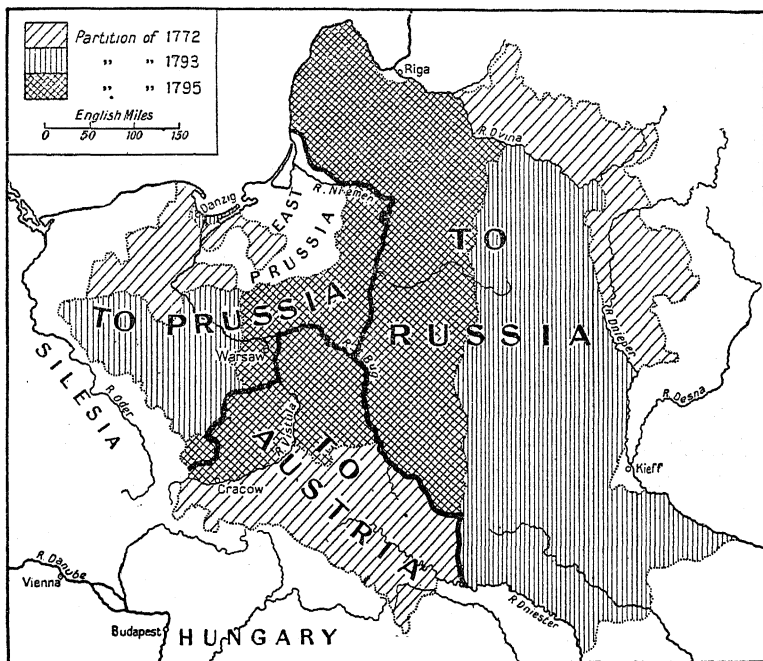 Partition of 1772
„ „ 1793
„ „ 1795
English Miles
0 50 100 150
Riga
R. Dvina
R. Niemen
Danzig
EAST
PRUSSIA
TO
TO PRUSSIA
RUSSIA
R. Dnieper
Warsaw
R. Bug
SILESIA
R. Oder
R. Desna
R. Vistula
TO
AUSTRIA
Kieff
Cracow
R. Danube
Vienna
R. Dniester
Budapest
HUNGARY